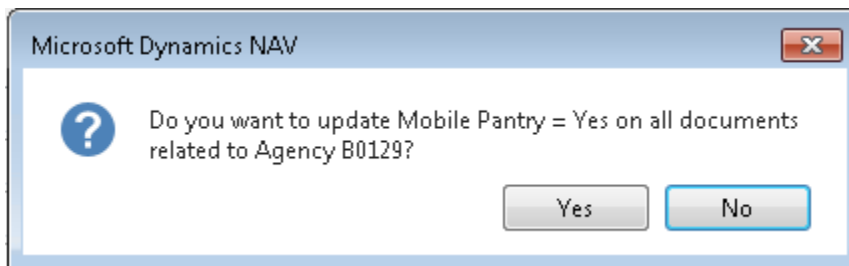 Microsoft Dynamics NAV
Do you want to update Mobile Pantry = Yes on all documents
related to Agency B0129?
Yes No